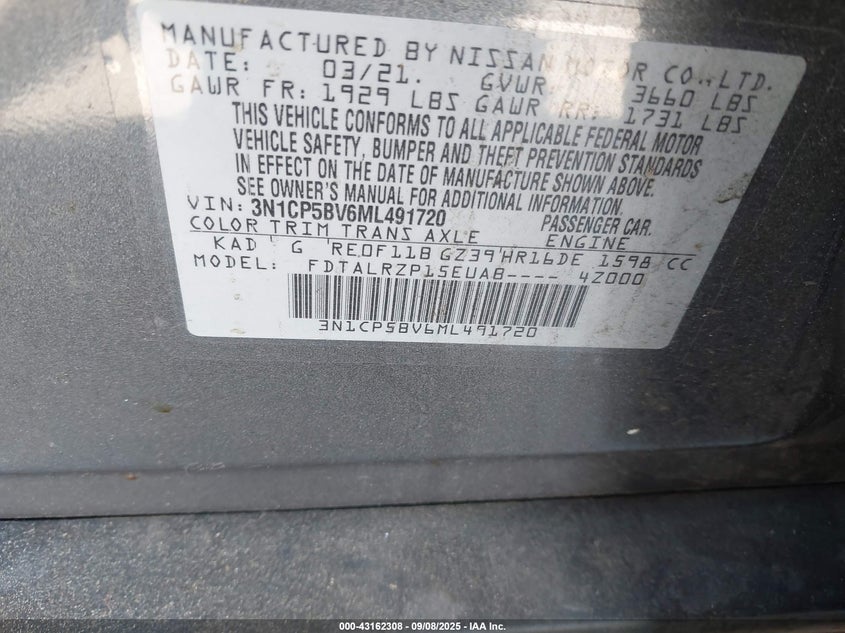 MANUFACTURED BY NISSAN MOTOR CO., LTD.
DATE: 03/21. GVWR: 3660 LBS
GAWR FR: 1929 LBS GAWR RR: 1731 LBS
THIS VEHICLE CONFORMS TO ALL APPLICABLE FEDERAL MOTOR
VEHICLE SAFETY, BUMPER AND THEFT PREVENTION STANDARDS
IN EFFECT ON THE DATE OF MANUFACTURE SHOWN ABOVE.
SEE OWNER'S MANUAL FOR ADDITIONAL INFORMATION.
VIN: 3N1CP5BV6ML491720 PASSENGER CAR.
COLOR TRIM TRANS AXLE ENGINE
KAD G RE0F11B GZ39 HR16DE 1598 CC
MODEL: FDTALRZP15EUAB---- 4Z000
3N1CP5BV6ML491720
000-43162308 - 09/08/2025 - IAA Inc.